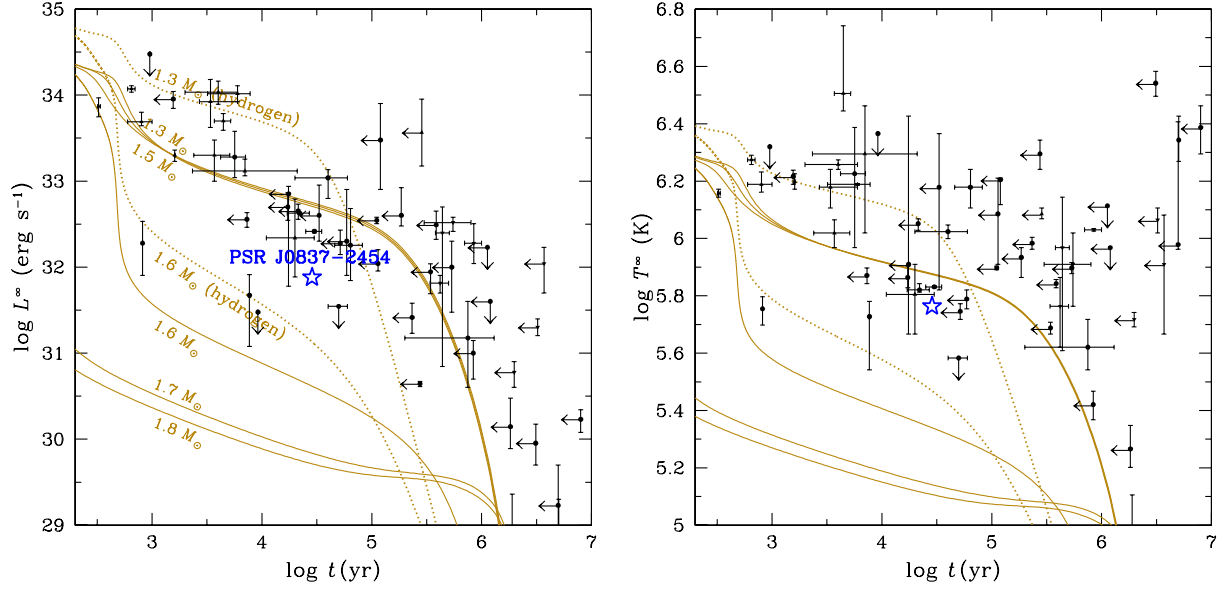 35
34
33
32
31
30
29
log L∞ (erg s⁻¹)
1.3 M⊙ (hydrogen)
1.3 M⊙
1.5 M⊙
PSR J0837−2454
1.6 M⊙ (hydrogen)
1.6 M⊙
1.7 M⊙
1.8 M⊙
3 4 5 6 7
log t (yr)
6.8
6.6
6.4
6.2
6
5.8
5.6
5.4
5.2
5
log T∞ (K)
3 4 5 6 7
log t (yr)